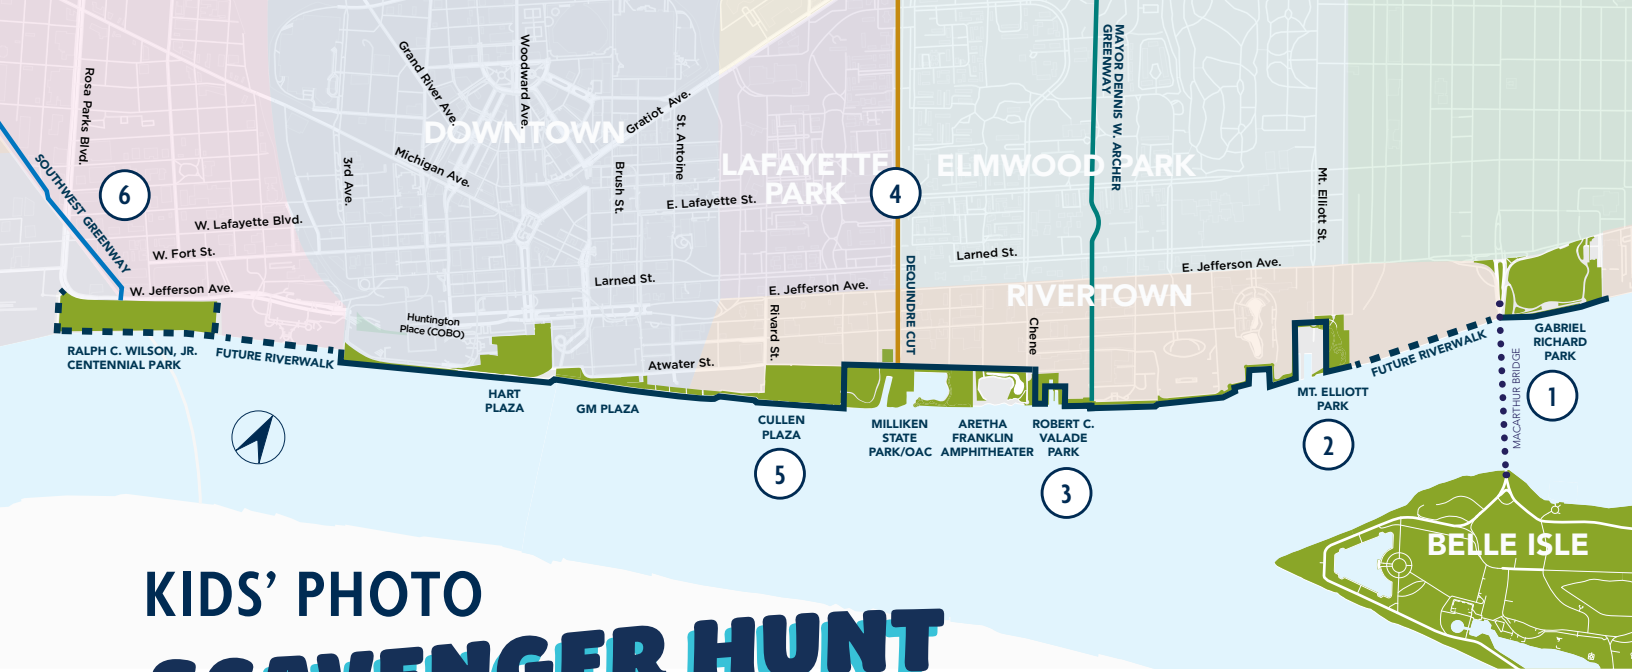 Rosa Parks Blvd.
SOUTHWEST GREENWAY
6
W. Lafayette Blvd.
W. Fort St.
W. Jefferson Ave.
RALPH C. WILSON, JR.
CENTENNIAL PARK
FUTURE RIVERWALK
3rd Ave.
Grand River Ave.
Woodward Ave.
DOWNTOWN
Michigan Ave.
Gratiot Ave.
St. Antoine
Brush St.
E. Lafayette St.
Larned St.
Huntington
Place (COBO)
Atwater St.
HART
PLAZA
GM PLAZA
LAFAYETTE
PARK
4
E. Jefferson Ave.
Rivard St.
DEQUINDRE CUT
CULLEN
PLAZA
5
MAYOR DENNIS W. ARCHER
GREENWAY
ELMWOOD PARK
Larned St.
E. Jefferson Ave.
Mt. Elliott St.
RIVERTOWN
Chene
MILLIKEN
STATE
PARK/OAC
ARETHA
FRANKLIN
AMPHITHEATER
ROBERT C.
VALADE
PARK
3
MT. ELLIOTT
PARK
2
FUTURE RIVERWALK
GABRIEL
RICHARD
PARK
1
MACARTHUR BRIDGE
BELLE ISLE
KIDS' PHOTO
SCAVENGER HUNT